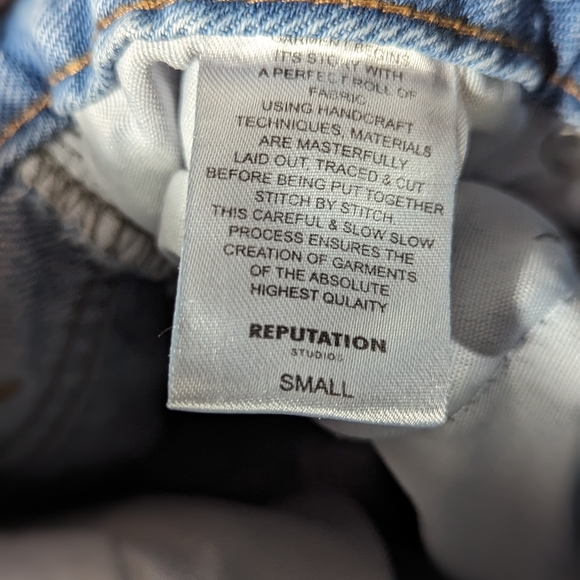 BEGINS
IT'S STORY WITH
A PERFECT ROLL OF
FABRIC
USING HANDCRAFT
TECHNIQUES, MATERIALS
ARE MASTERFULLY
LAID OUT, TRACED & CUT
BEFORE BEING PUT TOGETHER
STITCH BY STITCH
THIS CAREFUL & SLOW SLOW
PROCESS ENSURES THE
CREATION OF GARMENTS
OF THE ABSOLUTE
HIGHEST QULAITY
REPUTATION
STUDIOS
SMALL